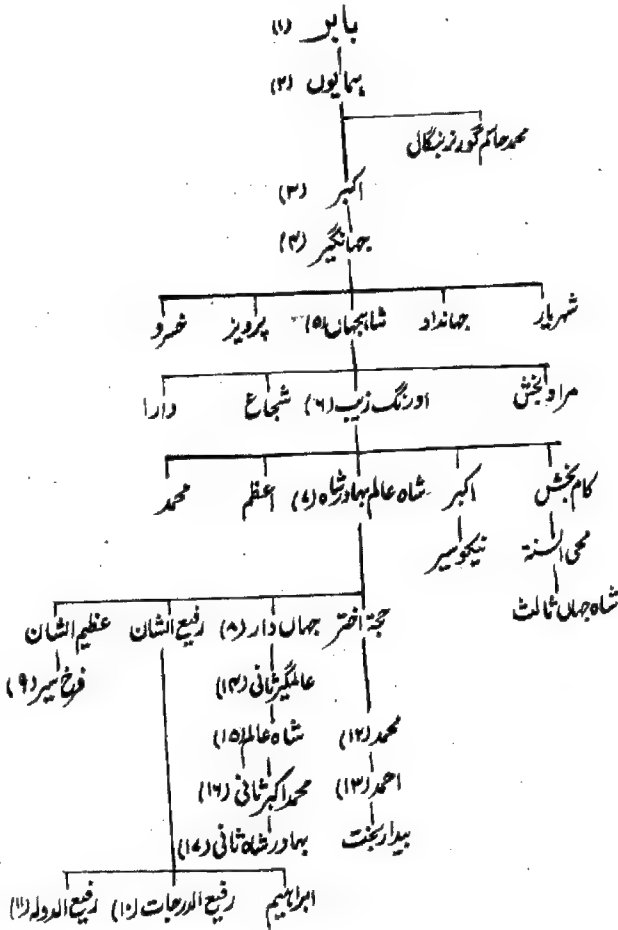 بابر (۱)
ہمایوں (۲)
محمد حاکم گورنر بنگال
اکبر (۳)
جہانگیر (۴)
شہریار جہانداد شاہجہاں (۵) پرویز خسرو
مراد بخش اورنگ زیب (۶) شجاع دارا
کام بخش اکبر شاہ عالم بہادر شاہ (۷) اعظم محمد
محی السنۃ نیکوسیر
شاہ جہاں ثالث
حجۃ اختر جہاں دار (۸) رفیع الشان عظیم الشان
عالمگیر ثانی (۱۴) فرخ سیر (۹)
محمد (۱۲) شاہ عالم (۱۵)
احمد (۱۳) محمد اکبر ثانی (۱۶)
بیدار بخت بہادر شاہ ثانی (۱۷)
ابراہیم رفیع الدرجات (۱۰) رفیع الدولہ (۱۱)